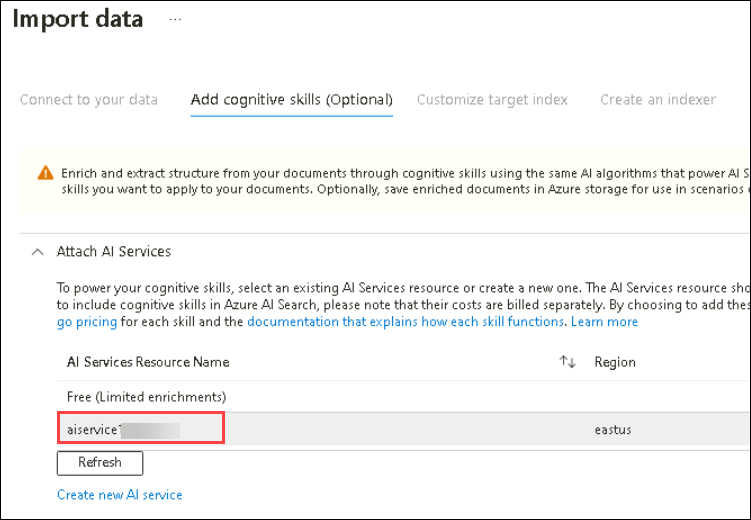 Import data ...
Connect to your data Add cognitive skills (Optional) Customize target index Create an indexer
Enrich and extract structure from your documents through cognitive skills using the same AI algorithms that power AI S
skills you want to apply to your documents. Optionally, save enriched documents in Azure storage for use in scenarios
Attach AI Services
To power your cognitive skills, select an existing AI Services resource or create a new one. The AI Services resource sho
to include cognitive skills in Azure AI Search, please note that their costs are billed separately. By choosing to add thes
go pricing for each skill and the documentation that explains how each skill functions. Learn more
AI Services Resource Name Region
Free (Limited enrichments)
aiservice eastus
Refresh
Create new AI service